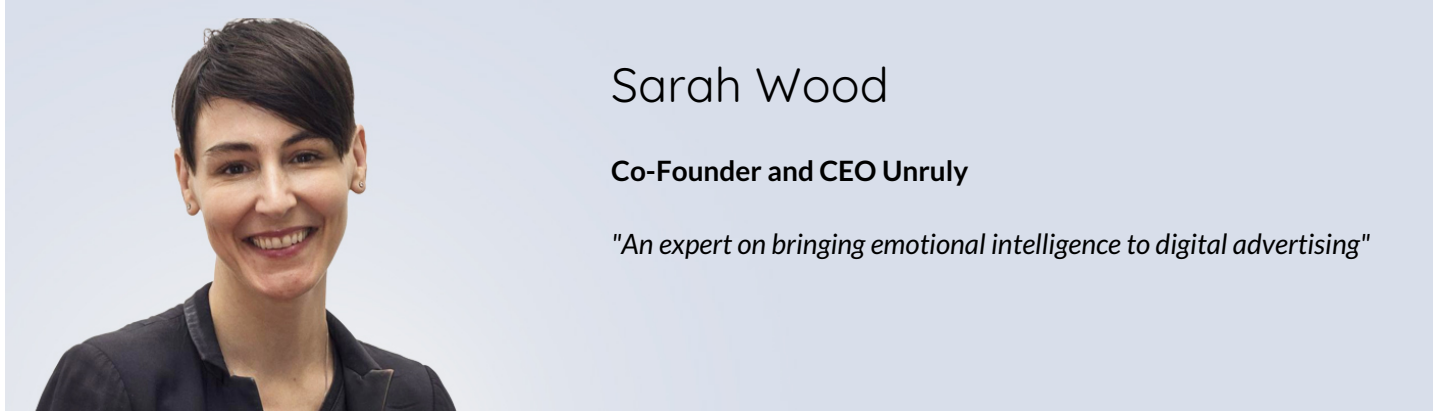 Sarah Wood
Co-Founder and CEO Unruly
"An expert on bringing emotional intelligence to digital advertising"